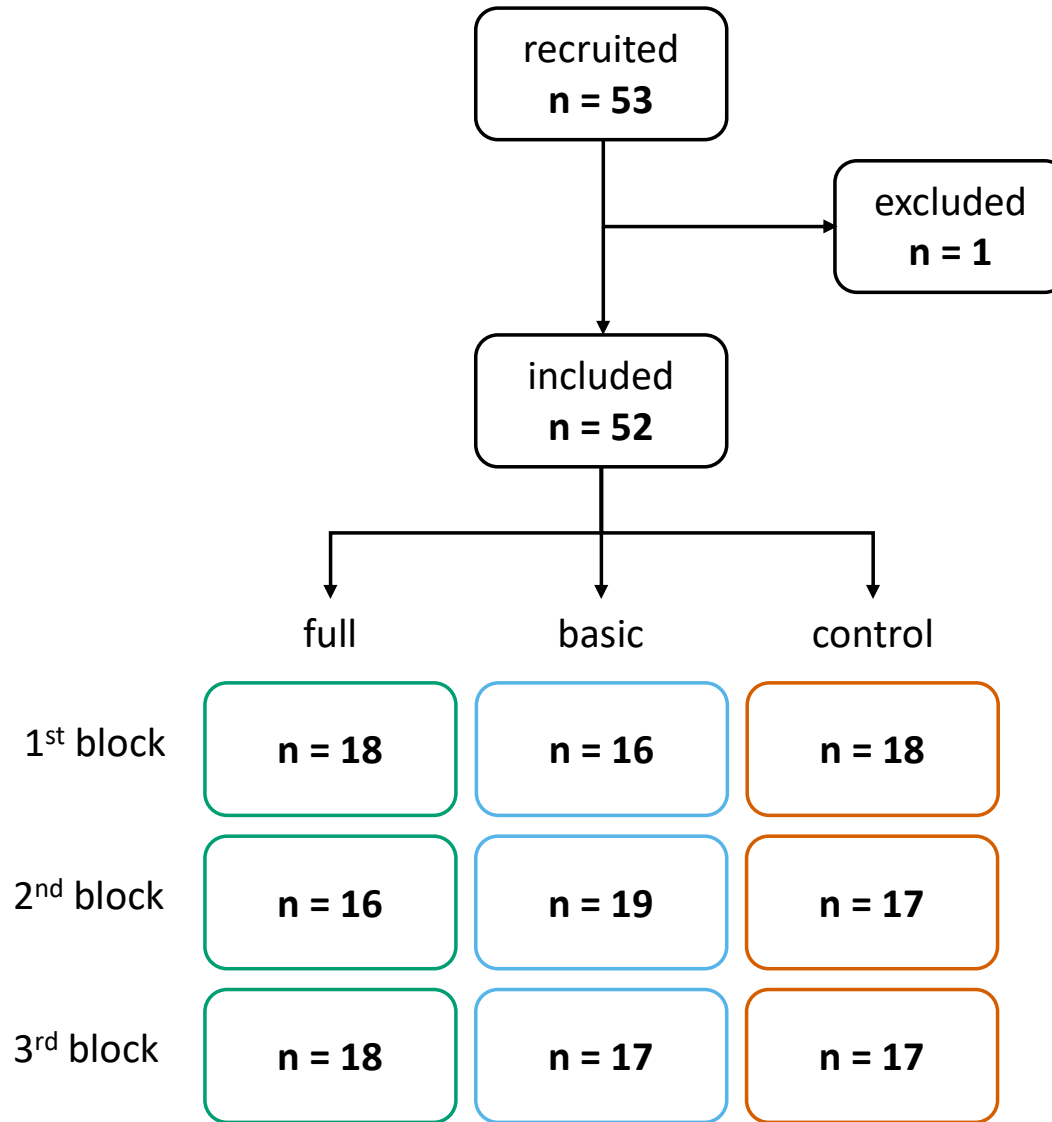 recruited
n = 53
excluded
n = 1
included
n = 52
full basic control
1st block n = 18 n = 16 n = 18
2nd block n = 16 n = 19 n = 17
3rd block n = 18 n = 17 n = 17